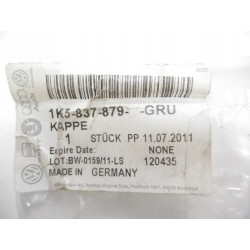 1K5-837-879- -GRU
KAPPE
1 STÜCK PP 11.07.2011
Expire Date: NONE
LOT:BW-0159/11-LS 120435
MADE IN GERMANY